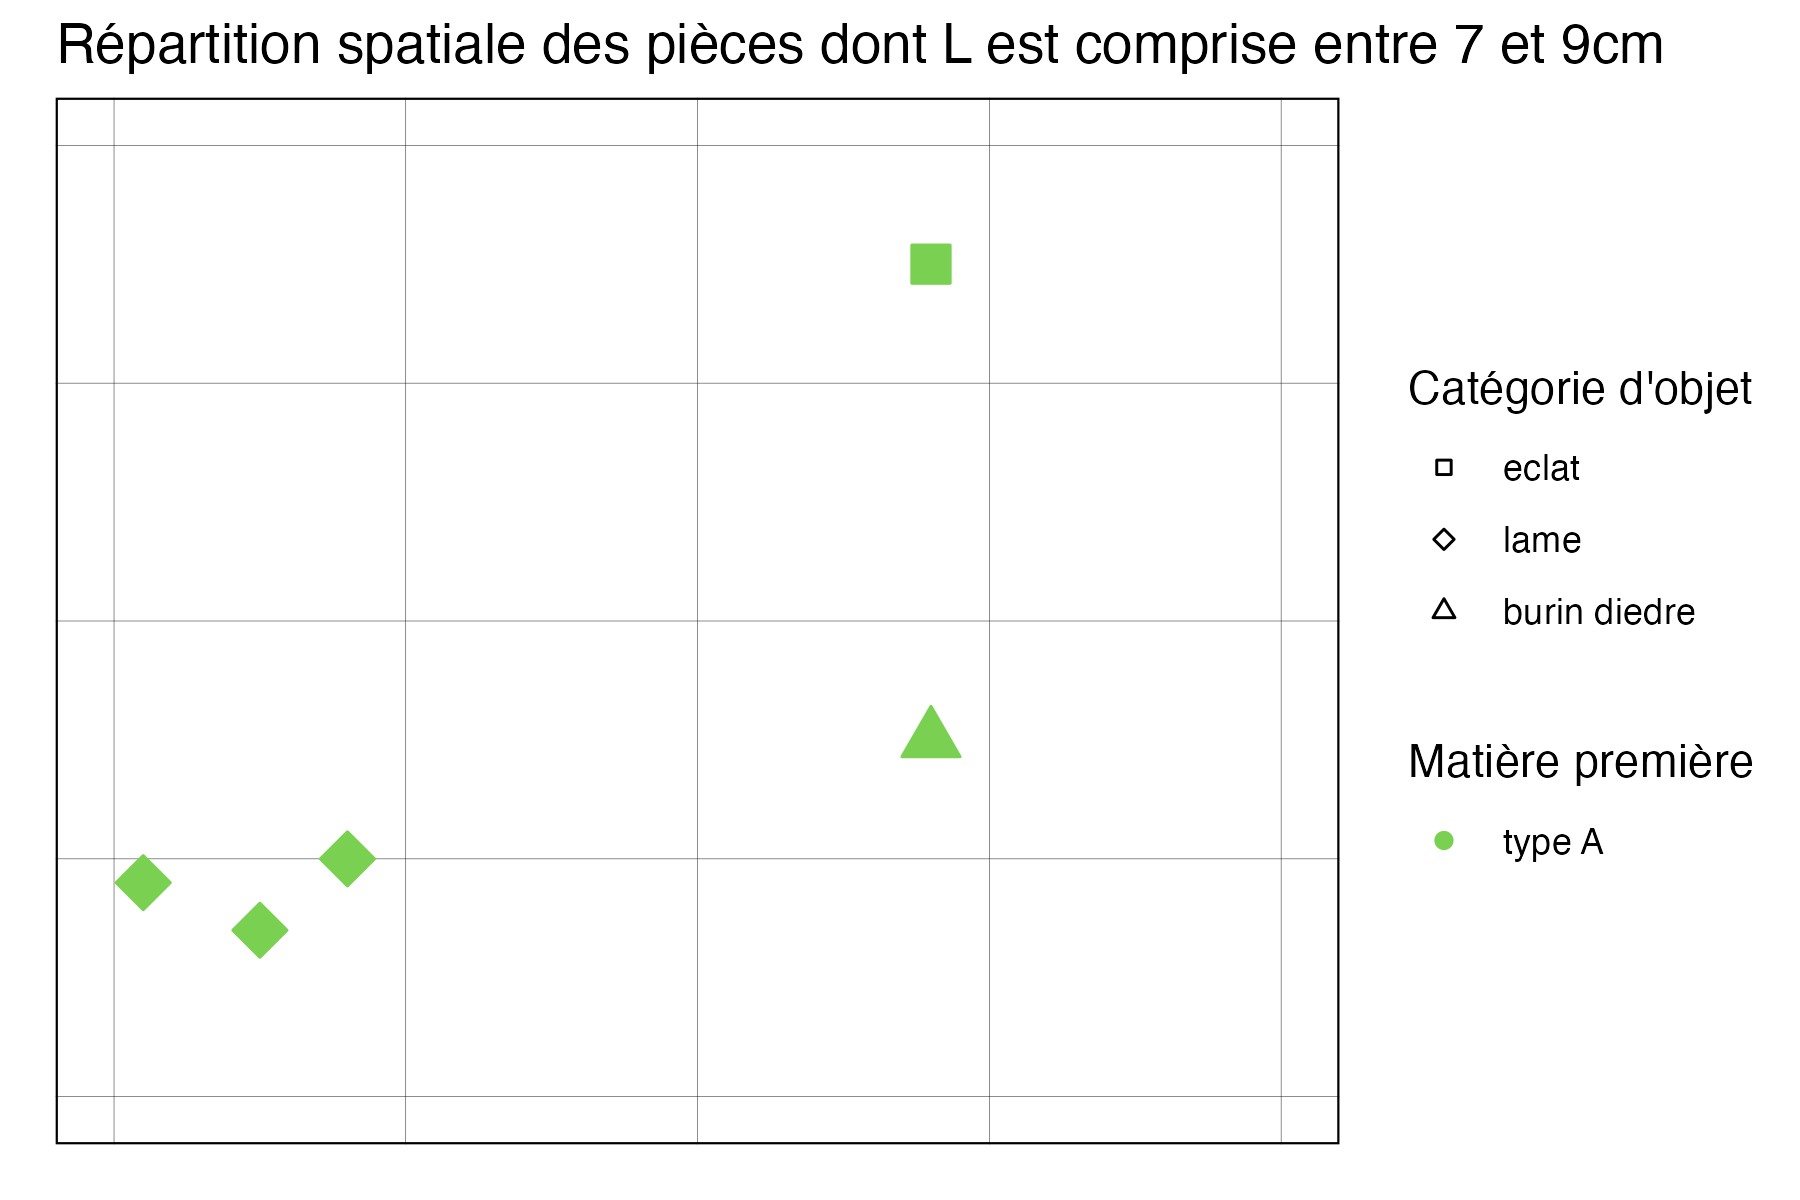 Répartition spatiale des pièces dont L est comprise entre 7 et 9cm
Catégorie d'objet
eclat
lame
burin diedre
Matière première
type A